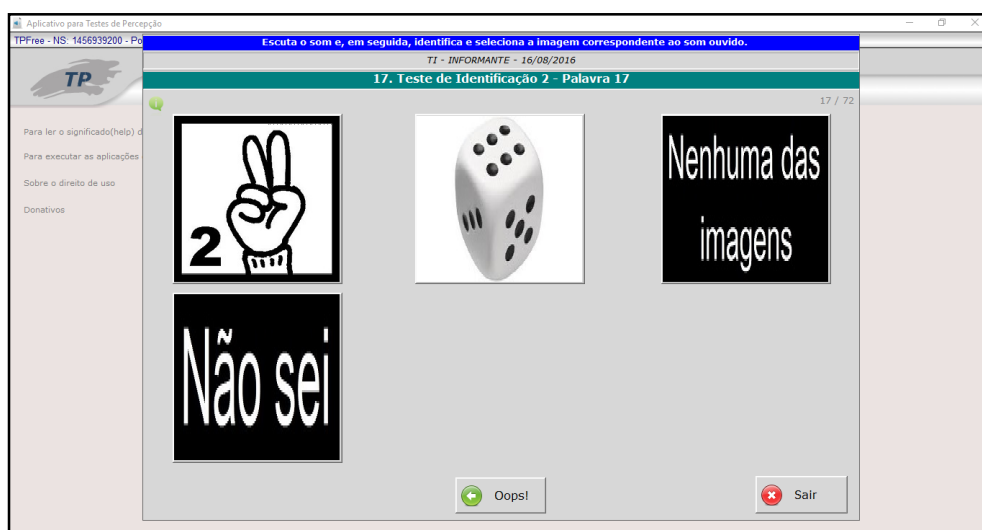 Aplicativo para Testes de Percepção
TPFree - NS: 1456939200 - Po
Escuta o som e, em seguida, identifica e seleciona a imagem correspondente ao som ouvido.
TI - INFORMANTE - 16/08/2016
17. Teste de Identificação 2 - Palavra 17
17 / 72
TP
Para ler o significado(help) d
Para executar as aplicações
Sobre o direito de uso
Donativos
2
Nenhuma das
imagens
Não sei
Oops!
Sair